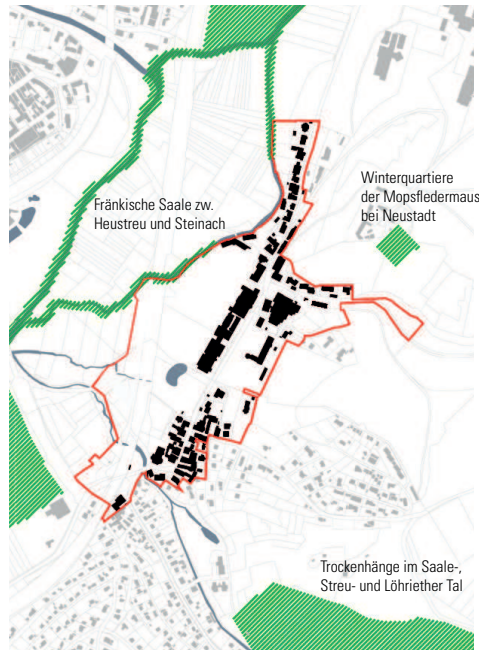 Winterquartiere
der Mopsfledermaus
bei Neustadt
Fränkische Saale zw.
Heustreu und Steinach
Trockenhänge im Saale-,
Streu- und Löhriether Tal